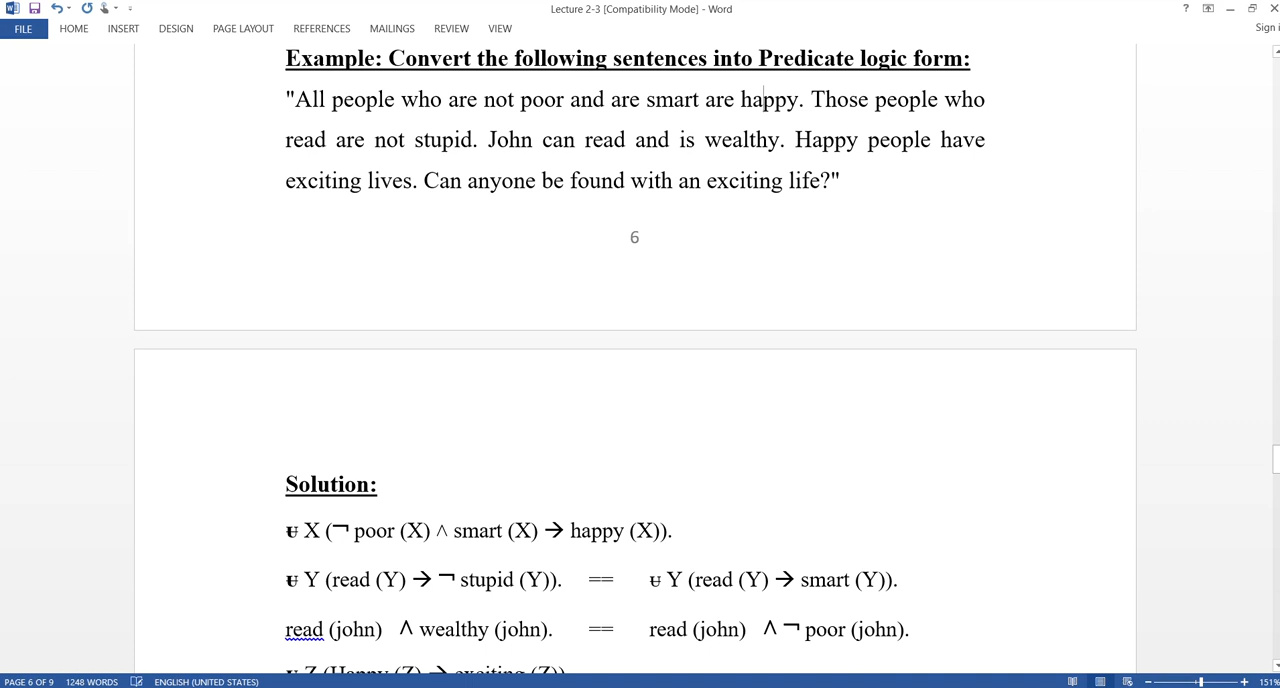 Lecture 2-3 [Compatibility Mode] - Word
?
Sign i
FILE HOME INSERT DESIGN PAGE LAYOUT REFERENCES MAILINGS REVIEW VIEW
Example: Convert the following sentences into Predicate logic form:
"All people who are not poor and are smart are happy. Those people who
read are not stupid. John can read and is wealthy. Happy people have
exciting lives. Can anyone be found with an exciting life?"
6
Solution:
ʉ X (¬ poor (X) ^ smart (X) → happy (X)).
ʉ Y (read (Y) → ¬ stupid (Y)). == ʉ Y (read (Y) → smart (Y)).
read (john) ∧ wealthy (john). == read (john) ∧ ¬ poor (john).
ʉ Z (Happy (Z) → exciting (Z))
PAGE 6 OF 9 1248 WORDS ENGLISH (UNITED STATES) 151%